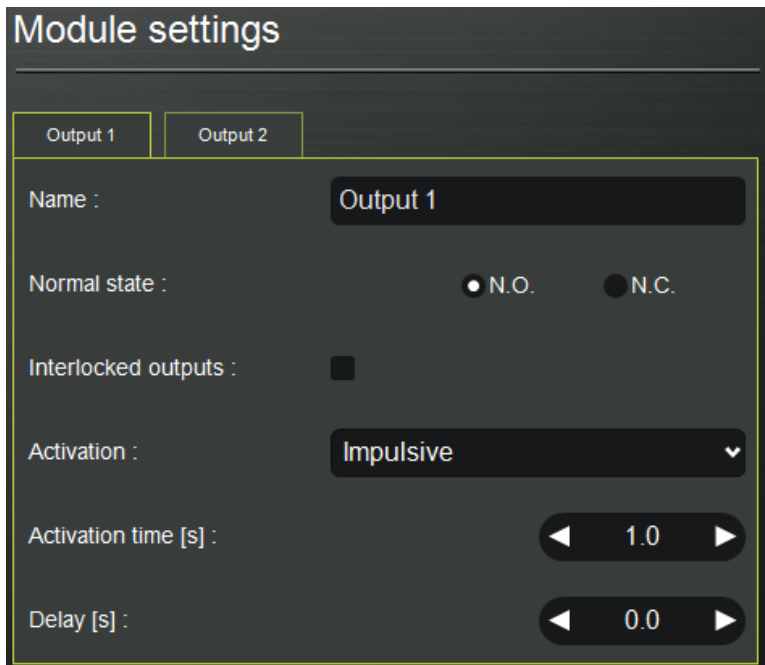 Module settings
Output 1 Output 2
Name : Output 1
Normal state : N.O. N.C.
Interlocked outputs :
Activation : Impulsive
Activation time [s] : 1.0
Delay [s] : 0.0